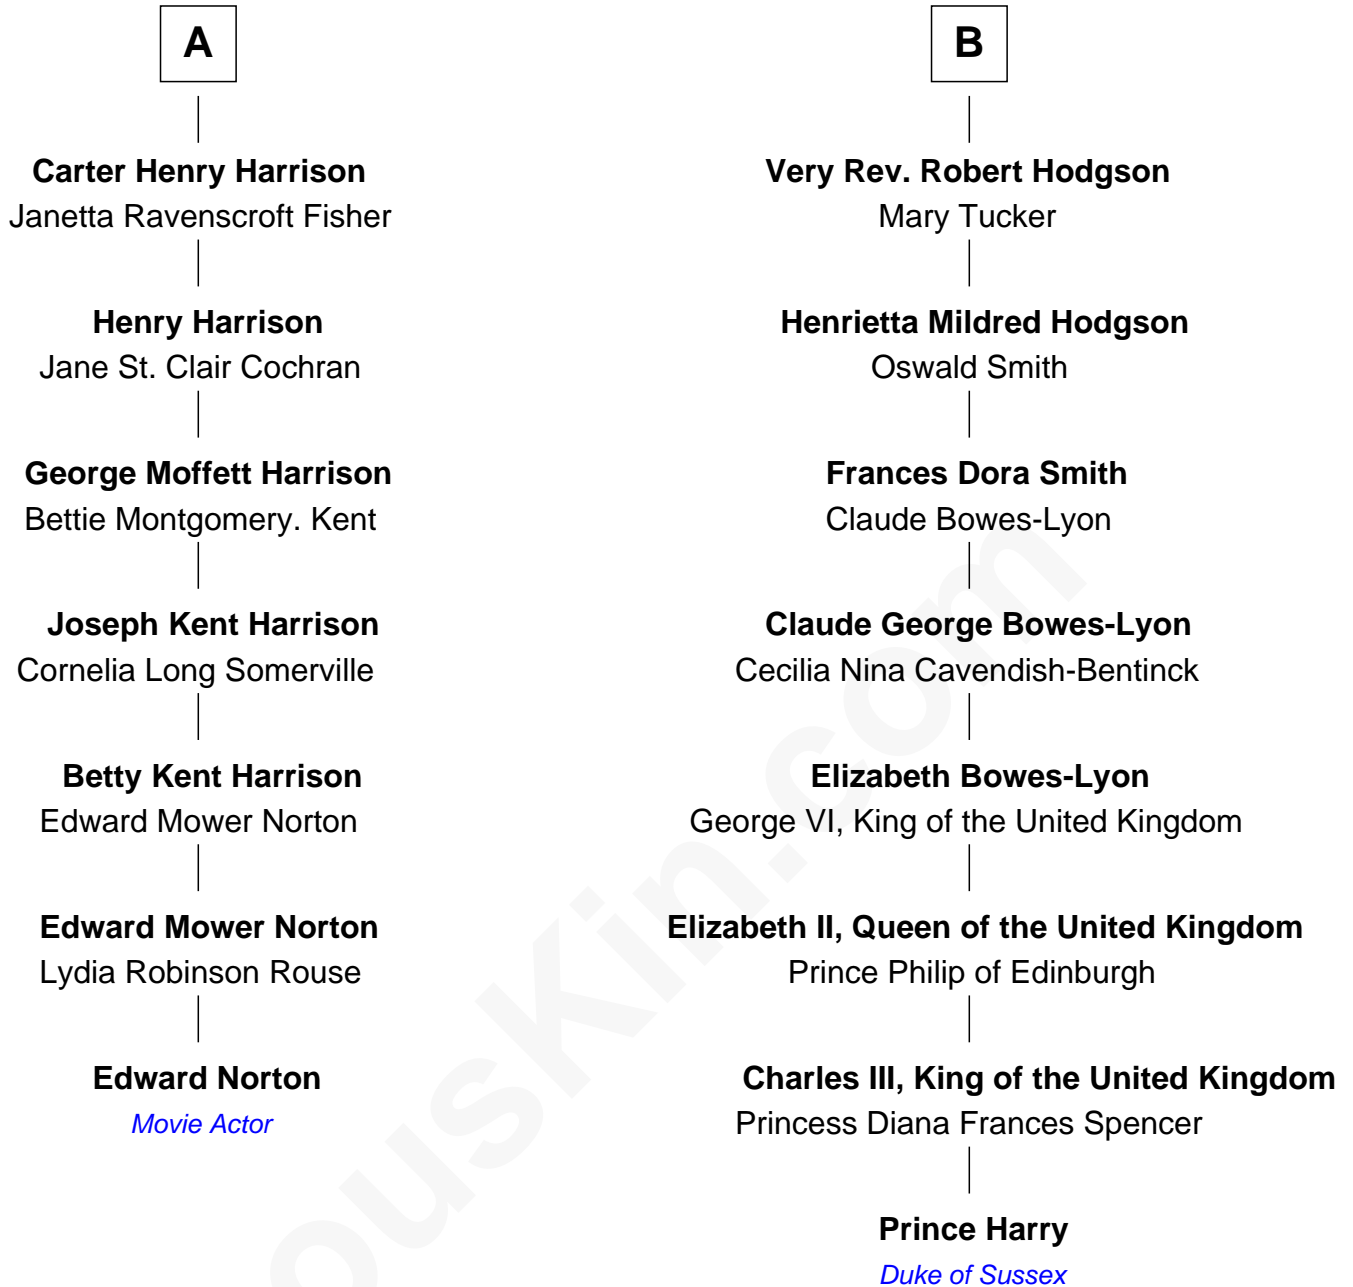 A
Carter Henry Harrison
Janetta Ravenscroft Fisher
Henry Harrison
Jane St. Clair Cochran
George Moffett Harrison
Bettie Montgomery. Kent
Joseph Kent Harrison
Cornelia Long Somerville
Betty Kent Harrison
Edward Mower Norton
Edward Mower Norton
Lydia Robinson Rouse
Edward Norton
Movie Actor
B
Very Rev. Robert Hodgson
Mary Tucker
Henrietta Mildred Hodgson
Oswald Smith
Frances Dora Smith
Claude Bowes-Lyon
Claude George Bowes-Lyon
Cecilia Nina Cavendish-Bentinck
Elizabeth Bowes-Lyon
George VI, King of the United Kingdom
Elizabeth II, Queen of the United Kingdom
Prince Philip of Edinburgh
Charles III, King of the United Kingdom
Princess Diana Frances Spencer
Prince Harry
Duke of Sussex
ousKin.com